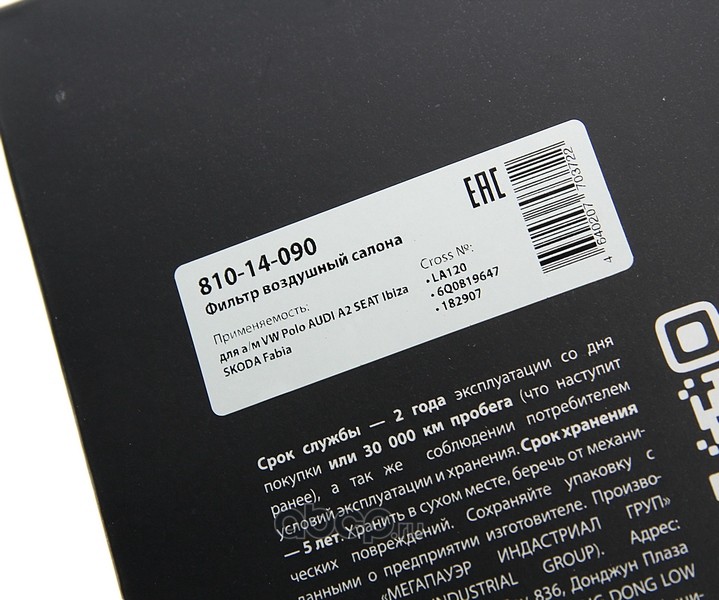 810-14-090
Фильтр воздушный салона
Применяемость:
для а/м VW Polo AUDI A2 SEAT Ibiza
SKODA Fabia
Cross №:
•LA120
•6Q0819647
•182907
EAC
4 640207 703722
Срок службы — 2 года эксплуатации со дня
покупки или 30 000 км пробега (что наступит
ранее), а так же соблюдении потребителем
условий эксплуатации и хранения. Срок хранения
— 5 лет. Хранить в сухом месте, беречь от механи-
ческих повреждений. Сохраняйте упаковку с
данными о предприятии изготовителе. Произво-
«МЕГАПАУЭР ИНДАСТРИАЛ ГРУП»
INDUSTRIAL GROUP). Адрес:
836, Донджун Плаза
DONG LOW
abcp.ru